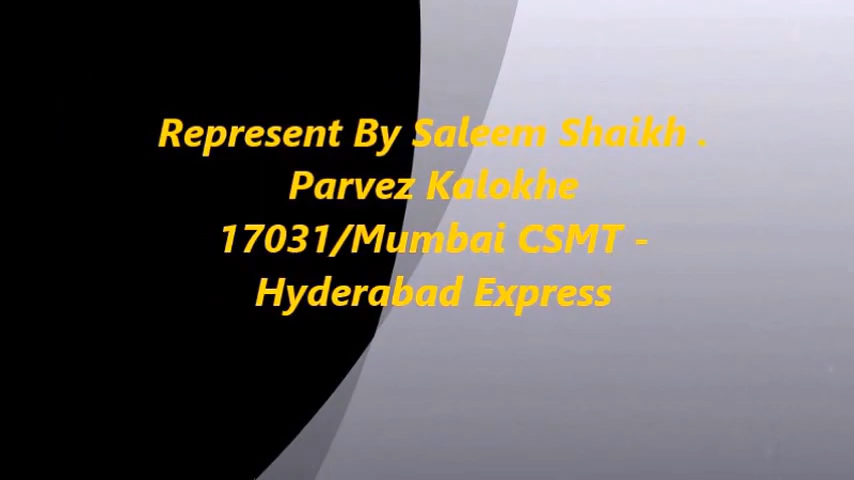 Represent By Saleem Shaikh .
Parvez Kalokhe
17031/Mumbai CSMT -
Hyderabad Express